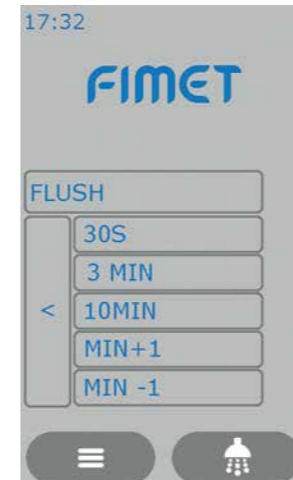 17:32
FIMET
FLUSH
30S
3 MIN
< 10MIN
MIN+1
MIN -1